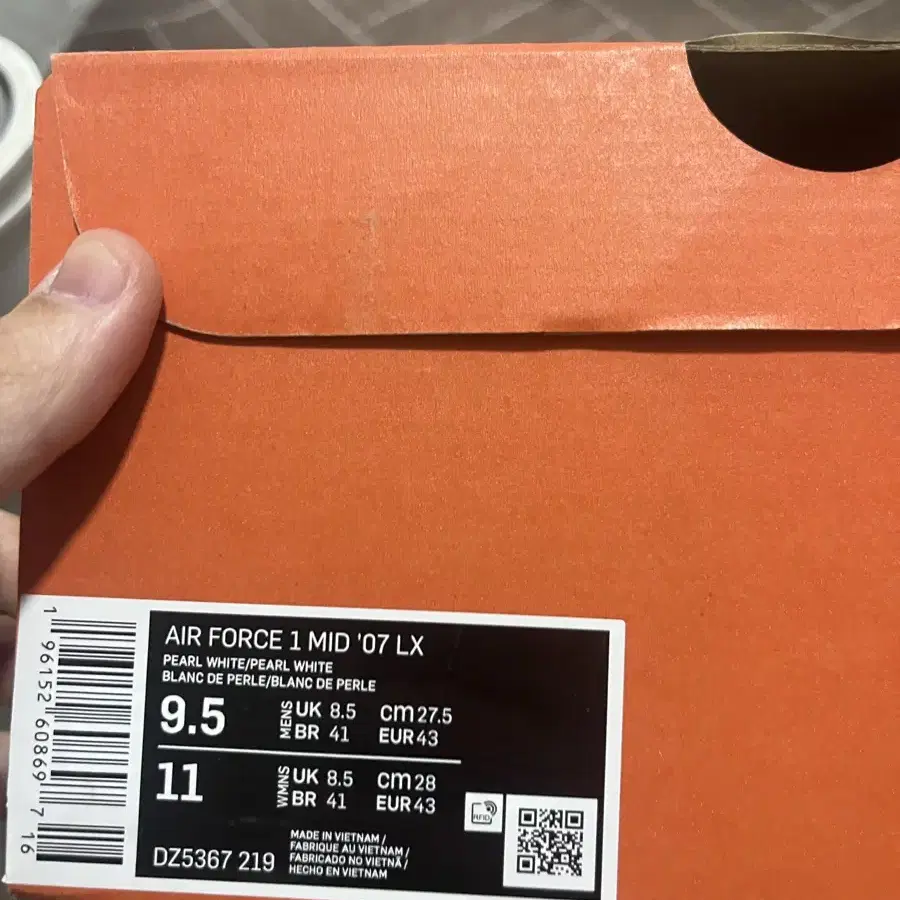 AIR FORCE 1 MID '07 LX
PEARL WHITE/PEARL WHITE
BLANC DE PERLE/BLANC DE PERLE
9.5 MENS UK 8.5 cm 27.5
BR 41 EUR 43
11 WMNS UK 8.5 cm 28
BR 41 EUR 43
RFID
DZ5367 219
MADE IN VIETNAM /
FABRIQUE AU VIETNAM /
FABRICADO NO VIETNÃ /
HECHO EN VIETNAM
1 96152 60869 7 16